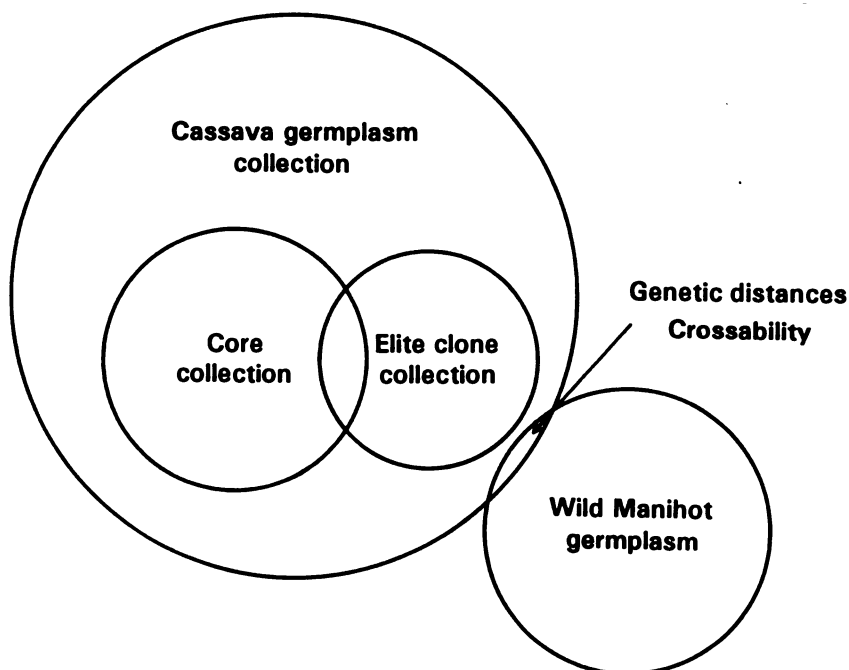 Cassava germplasm
collection
Core
collection
Elite clone
collection
Genetic distances
Crossability
Wild Manihot
germplasm